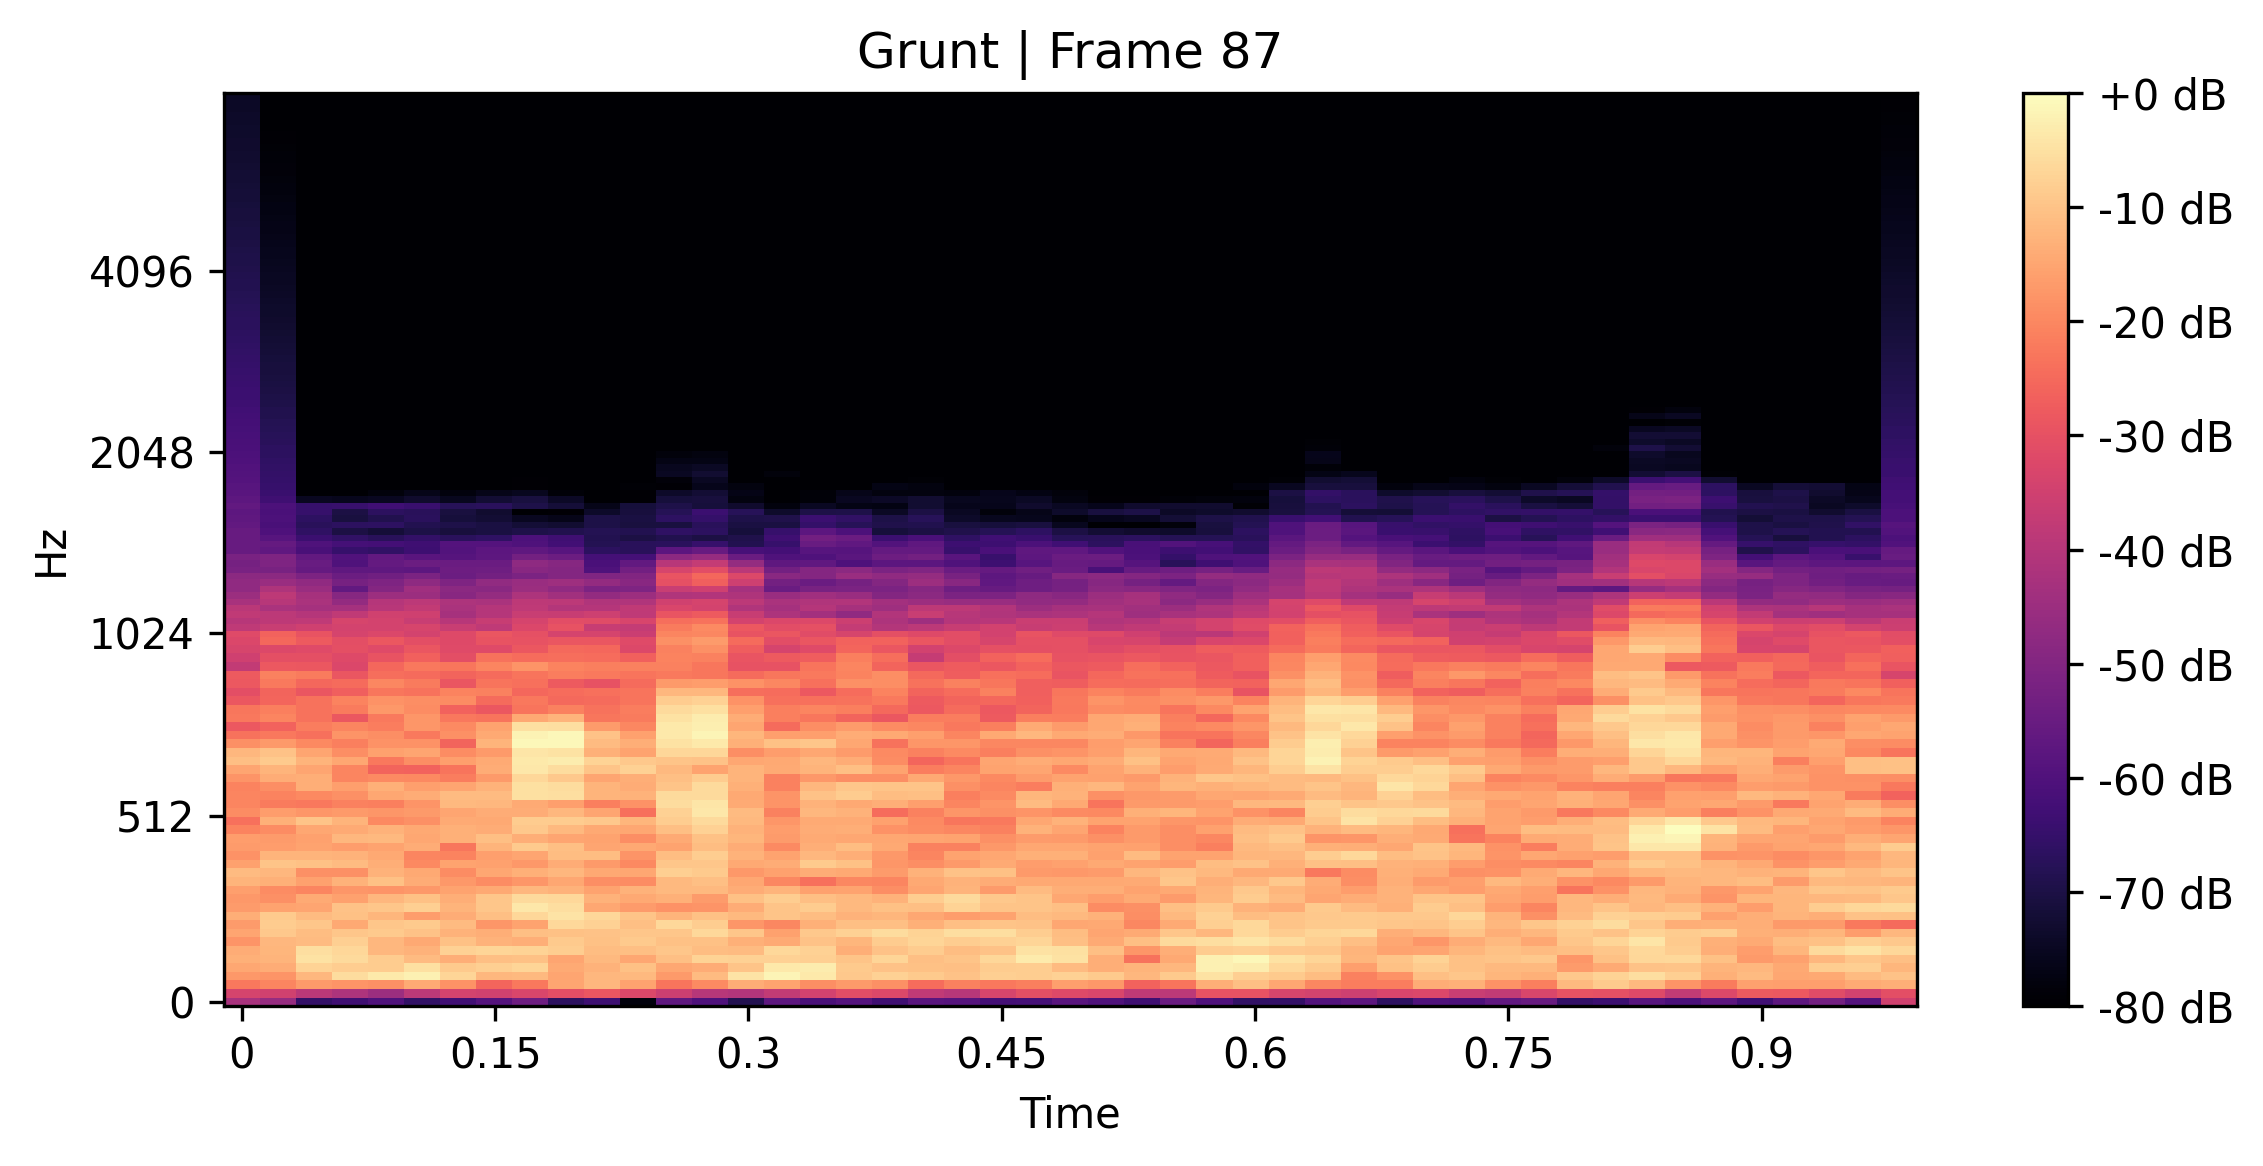 Grunt | Frame 87
+0 dB
-10 dB
-20 dB
-30 dB
-40 dB
-50 dB
-60 dB
-70 dB
-80 dB
4096
2048
1024
512
0
Hz
0 0.15 0.3 0.45 0.6 0.75 0.9
Time